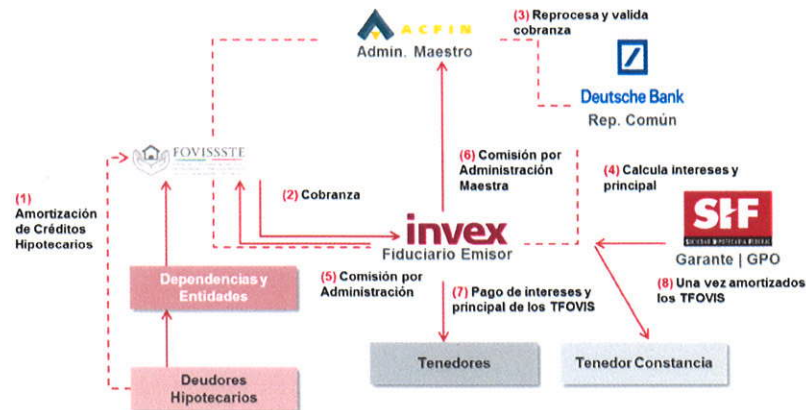 ACFIN
Admin. Maestro
(3) Reprocesa y valida
cobranza
Deutsche Bank
Rep. Común
FOVISSSTE
(1)
Amortización
de Créditos
Hipotecarios
(2) Cobranza
(6) Comisión por
Administración
Maestra
(4) Calcula intereses y
principal
invex
Fiduciario Emisor
SHF
SOCIEDAD HIPOTECARIA FEDERAL
Garante | GPO
Dependencias y
Entidades
(5) Comisión por
Administración
(7) Pago de intereses y
principal de los TFOVIS
(8) Una vez amortizados
los TFOVIS
Deudores
Hipotecarios
Tenedores
Tenedor Constancia